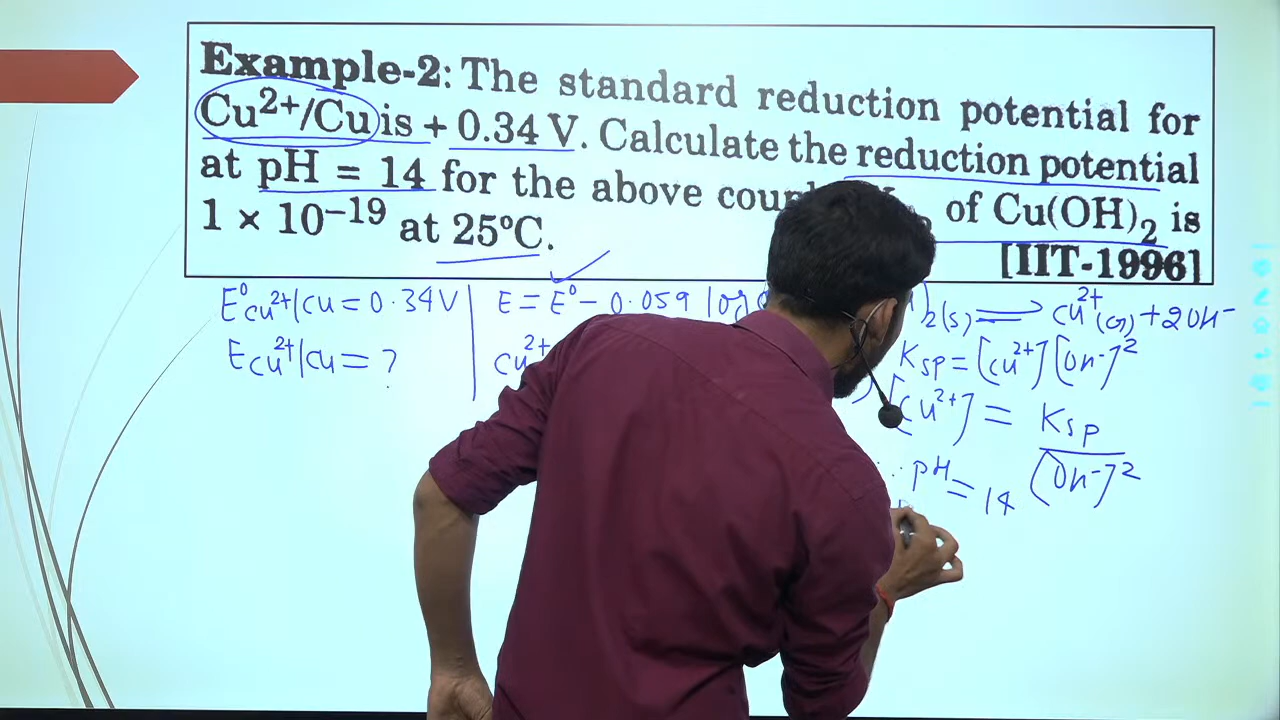 Example-2: The standard reduction potential for
Cu²⁺/Cu is + 0.34 V. Calculate the reduction potential
at pH = 14 for the above of Cu(OH)₂ is
1 × 10⁻¹⁹ at 25°C.
[IIT-1996]
E⁰Cu²⁺|Cu = 0.34V
ECu²⁺|Cu = ?
E = E⁰ - 0.059 log
Cu²⁺
2(s) ⇌ Cu²⁺ + 2OH⁻
Ksp = [Cu²⁺][OH⁻]²
[Cu²⁺] = Ksp
[OH⁻]²
pH = 14